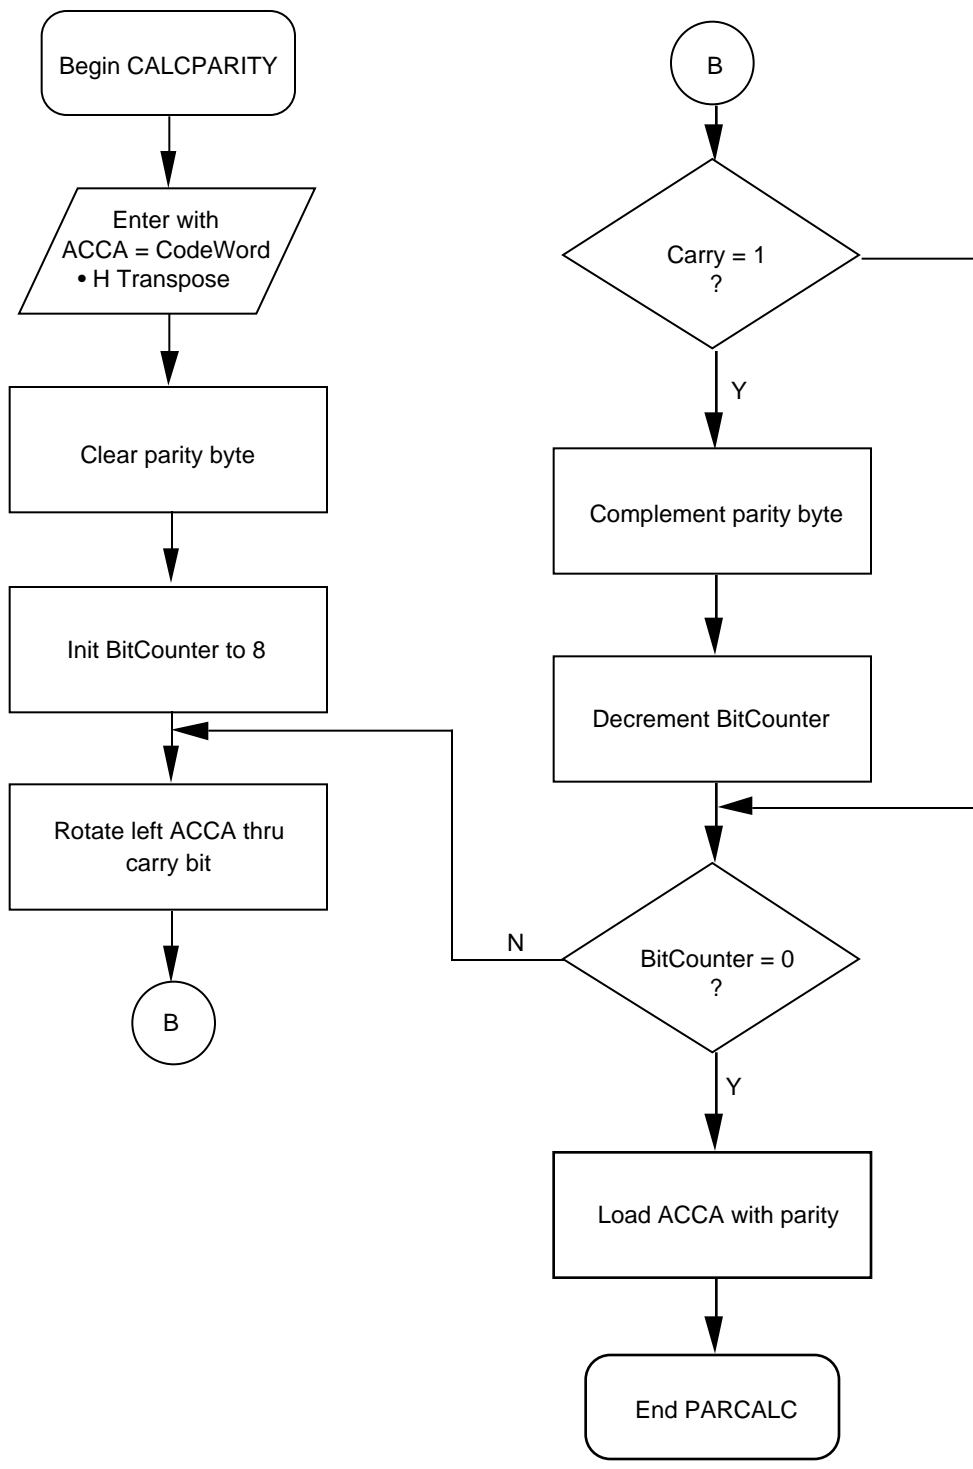 Begin CALCPARITY
Enter with
ACCA = CodeWord
• H Transpose
Clear parity byte
Init BitCounter to 8
Rotate left ACCA thru
carry bit
B
B
Carry = 1
?
Y
Complement parity byte
Decrement BitCounter
BitCounter = 0
?
N
Y
Load ACCA with parity
End PARCALC